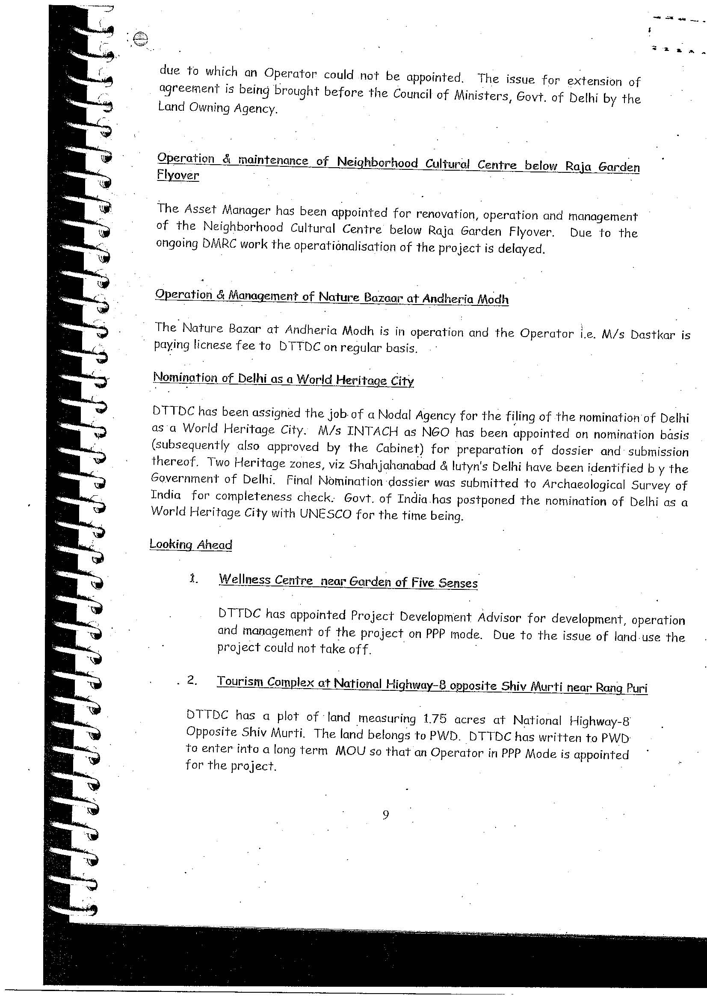 due to which an Operator could not be appointed. The issue for extension of
agreement is being brought before the Council of Ministers, Govt. of Delhi by the
Land Owning Agency.
Operation & maintenance of Neighborhood Cultural Centre below Raja Garden
Flyover
The Asset Manager has been appointed for renovation, operation and management
of the Neighborhood Cultural Centre below Raja Garden Flyover. Due to the
ongoing DMRC work the operationalisation of the project is delayed.
Operation & Management of Nature Bazaar at Andheria Modh
The Nature Bazar at Andheria Modh is in operation and the Operator i.e. M/s Dastkar is
paying licnese fee to DTTDC on regular basis.
Nomination of Delhi as a World Heritage City
DTTDC has been assigned the job of a Nodal Agency for the filing of the nomination of Delhi
as a World Heritage City. M/s INTACH as NGO has been appointed on nomination basis
(subsequently also approved by the Cabinet) for preparation of dossier and submission
thereof. Two Heritage zones, viz Shahjahanabad & lutyn's Delhi have been identified b y the
Government of Delhi. Final Nomination dossier was submitted to Archaeological Survey of
India for completeness check. Govt. of India has postponed the nomination of Delhi as a
World Heritage City with UNESCO for the time being.
Looking Ahead
1. Wellness Centre near Garden of Five Senses
DTTDC has appointed Project Development Advisor for development, operation
and management of the project on PPP mode. Due to the issue of land use the
project could not take off.
2. Tourism Complex at National Highway-8 opposite Shiv Murti near Rang Puri
DTTDC has a plot of land measuring 1.75 acres at National Highway-8
Opposite Shiv Murti. The land belongs to PWD. DTTDC has written to PWD
to enter into a long term MOU so that an Operator in PPP Mode is appointed
for the project.
9